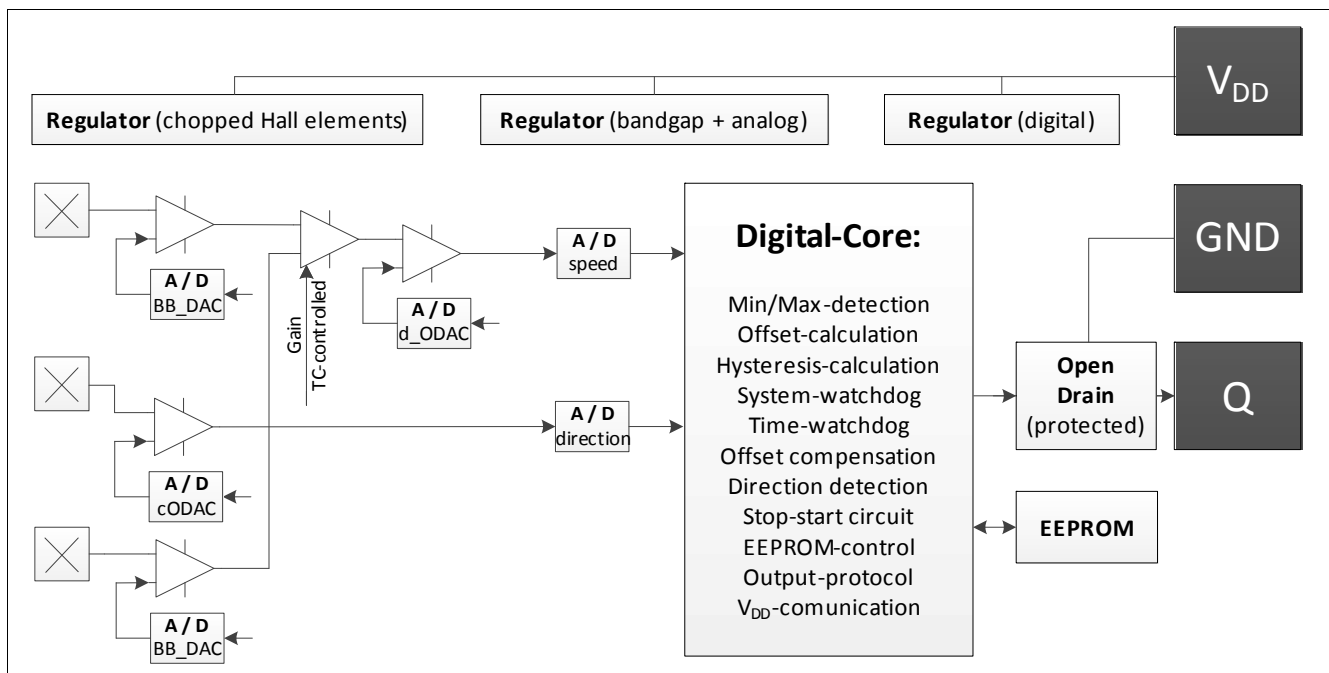 V_DD
Regulator (chopped Hall elements)
Regulator (bandgap + analog)
Regulator (digital)
GND
Digital-Core:
A / D
speed
A / D
BB_DAC
Gain
TC-controlled
A / D
d_ODAC
Min/Max-detection
Offset-calculation
Hysteresis-calculation
System-watchdog
Time-watchdog
Offset compensation
Direction detection
Stop-start circuit
EEPROM-control
Output-protocol
V_DD-comunication
Open
Drain
(protected)
Q
A / D
direction
A / D
cODAC
EEPROM
A / D
BB_DAC